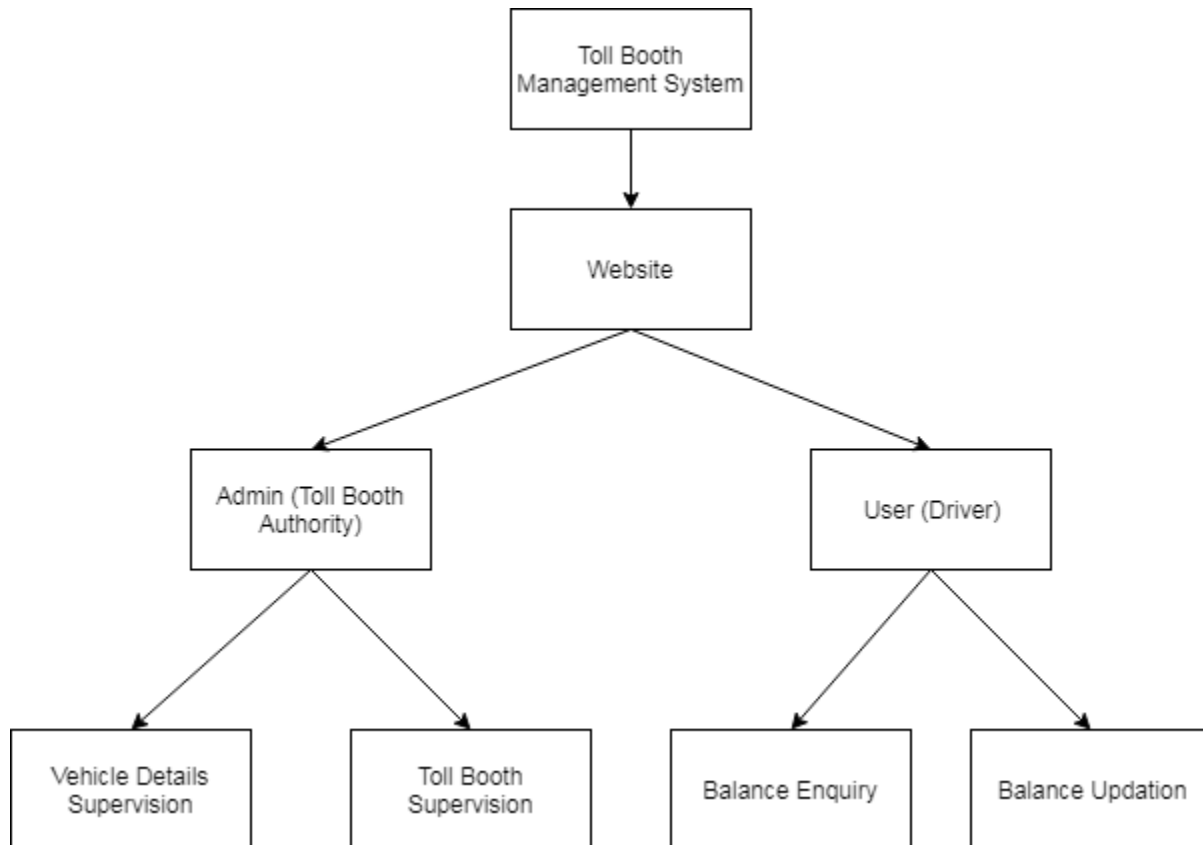 Toll Booth
Management System
Website
Admin (Toll Booth
Authority)
User (Driver)
Vehicle Details
Supervision
Toll Booth
Supervision
Balance Enquiry
Balance Updation